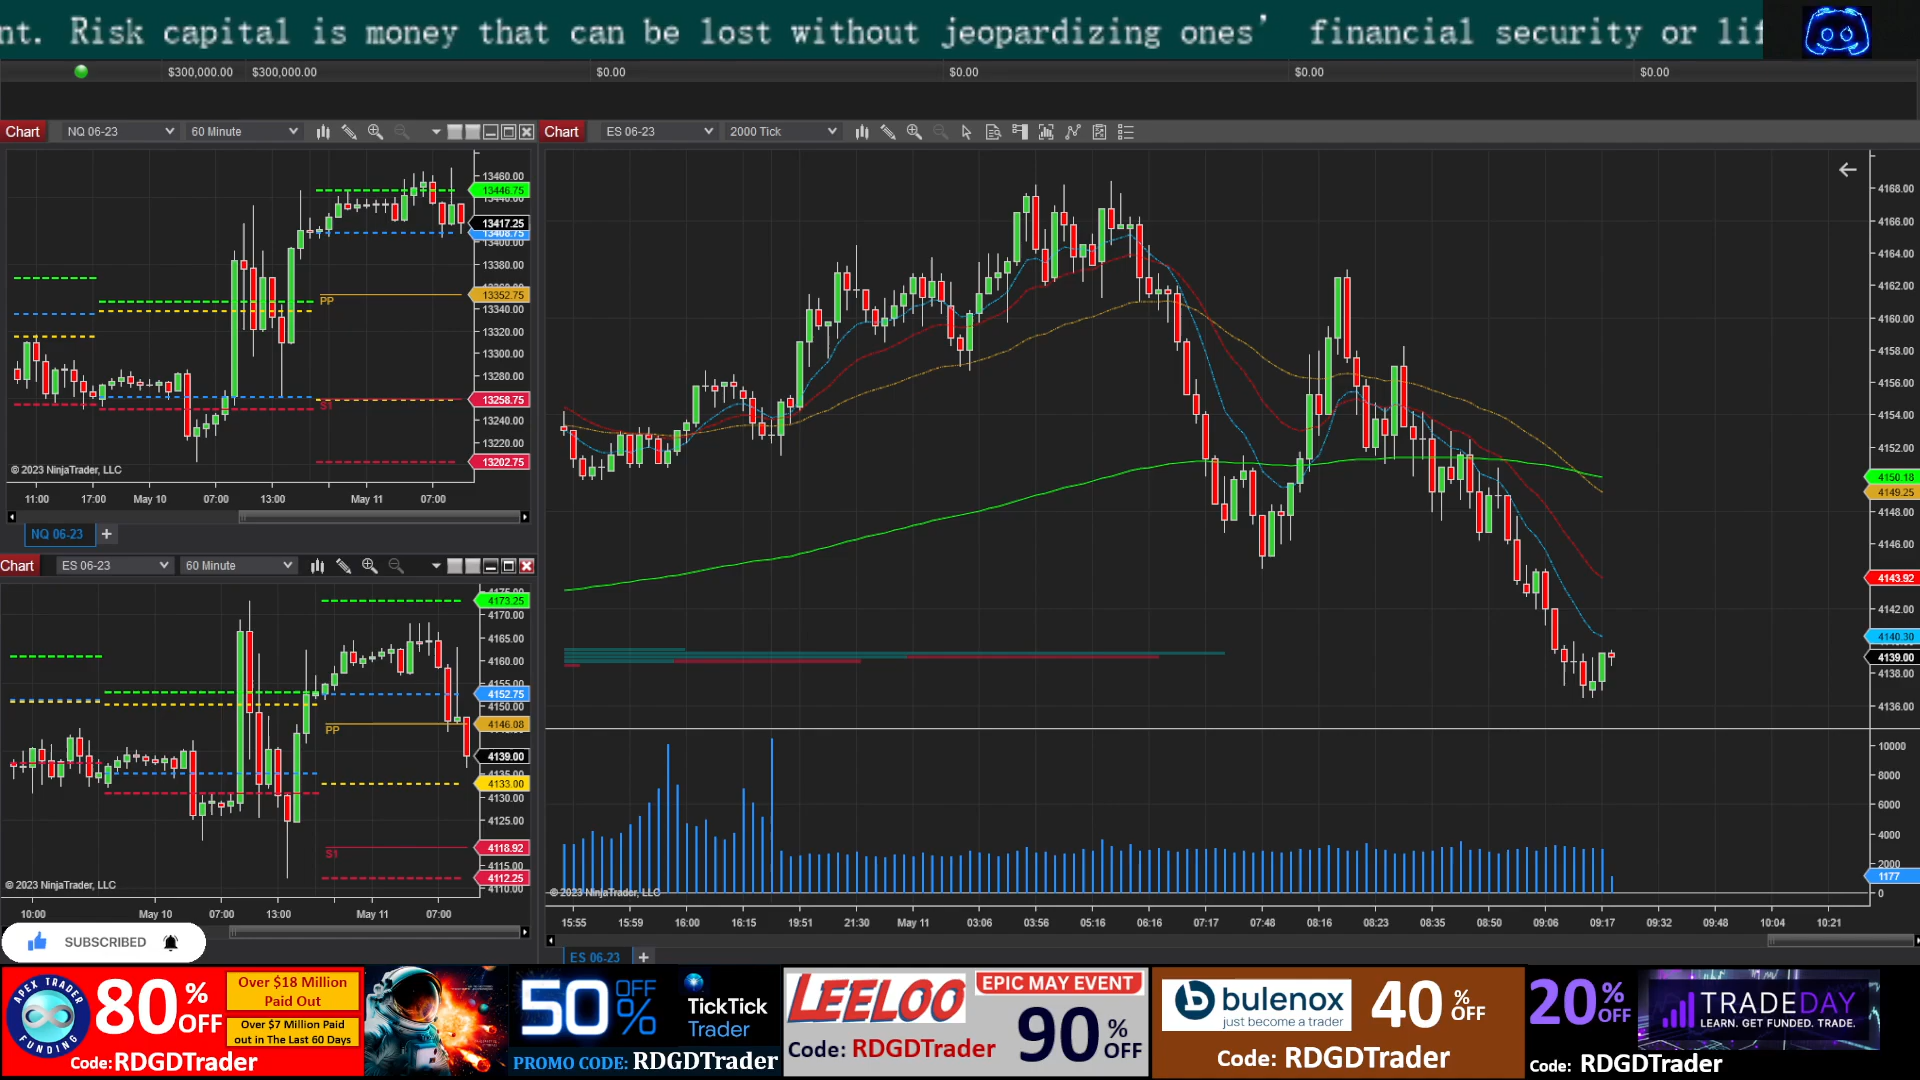 nt. Risk capital is money that can be lost without jeopardizing ones’ financial security or lif
$300,000.00 $300,000.00 $0.00 $0.00 $0.00 $0.00
Chart NQ 06-23 60 Minute
13460.00
13446.75
13417.25
13408.75
13400.00
13380.00
13352.75
13340.00
13320.00
13300.00
13280.00
13258.75
13240.00
13220.00
13202.75
PP
S1
© 2023 NinjaTrader, LLC
11:00 17:00 May 10 07:00 13:00 May 11 07:00
NQ 06-23 +
Chart ES 06-23 60 Minute
4173.25
4170.00
4165.00
4160.00
4155.00
4152.75
4150.00
4146.08
4139.00
4135.00
4133.00
4130.00
4125.00
4118.92
4115.00
4112.25
4110.00
PP
S1
© 2023 NinjaTrader, LLC
10:00 May 10 07:00 13:00 May 11 07:00
SUBSCRIBED
Chart ES 06-23 2000 Tick
4168.00
4166.00
4164.00
4162.00
4160.00
4158.00
4156.00
4154.00
4152.00
4150.18
4149.25
4148.00
4146.00
4143.92
4142.00
4140.30
4139.00
4138.00
4136.00
10000
8000
6000
4000
2000
1177
0
© 2023 NinjaTrader, LLC
15:55 15:59 16:00 16:15 19:51 21:30 May 11 03:06 03:56 05:16 06:16 07:17 07:48 08:16 08:23 08:35 08:50 09:06 09:17 09:32 09:48 10:04 10:21
ES 06-23 +
APEX TRADER FUNDING
80% OFF
Over $18 Million
Paid Out
Over $7 Million Paid
out in The Last 60 Days
Code:RDGDTrader
50% OFF
TickTick
Trader
PROMO CODE: RDGDTrader
LEELOO
EPIC MAY EVENT
90% OFF
Code: RDGDTrader
bulenox
just become a trader
40% OFF
Code: RDGDTrader
20% OFF
TRADEDAY
LEARN. GET FUNDED. TRADE.
Code: RDGDTrader